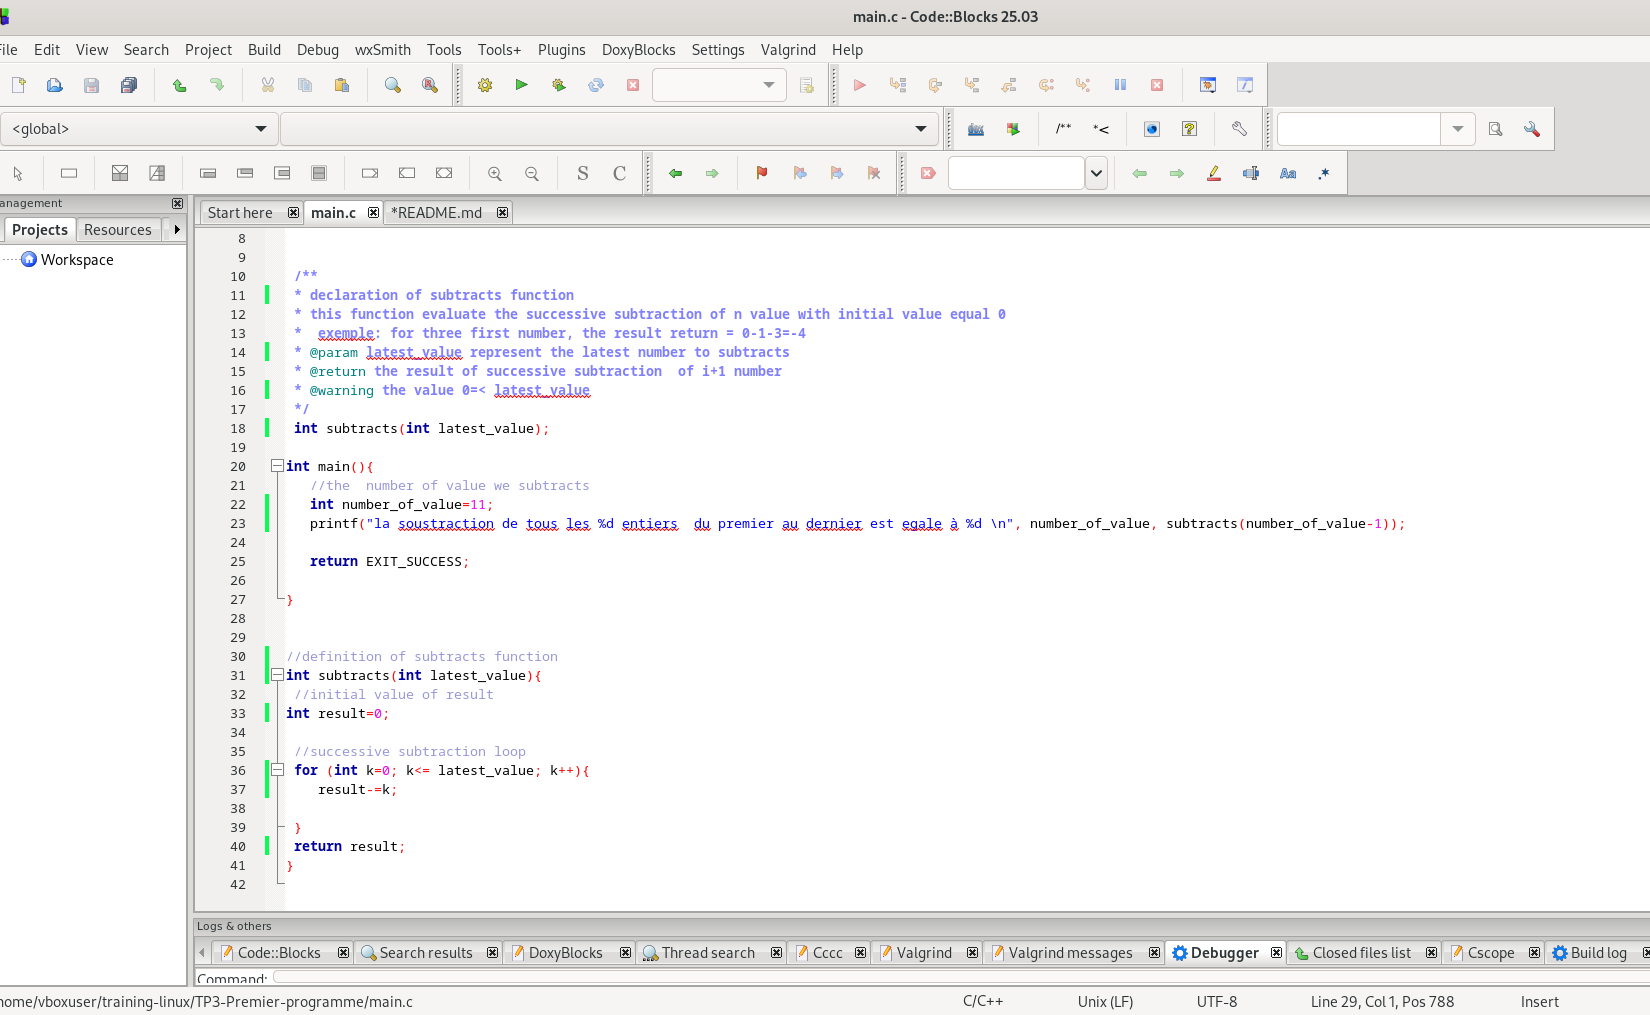 main.c - Code::Blocks 25.03
File Edit View Search Project Build Debug wxSmith Tools Tools+ Plugins DoxyBlocks Settings Valgrind Help
<global>
/** *<
S C
Aa .*
anagement
Projects Resources
Workspace
Start here main.c *README.md
8
9
10 /**
11 * declaration of subtracts function
12 * this function evaluate the successive subtraction of n value with initial value equal 0
13 * exemple: for three first number, the result return = 0-1-3=-4
14 * @param latest_value represent the latest number to subtracts
15 * @return the result of successive subtraction  of i+1 number
16 * @warning the value 0=< latest_value
17 */
18 int subtracts(int latest_value);
19
20 int main(){
21 //the  number of value we subtracts
22 int number_of_value=11;
23 printf("la soustraction de tous les %d entiers  du premier au dernier est egale à %d \n", number_of_value, subtracts(number_of_value-1));
24
25 return EXIT_SUCCESS;
26
27 }
28
29
30 //definition of subtracts function
31 int subtracts(int latest_value){
32 //initial value of result
33 int result=0;
34
35 //successive subtraction loop
36 for (int k=0; k<= latest_value; k++){
37 result-=k;
38
39 }
40 return result;
41 }
42
Logs & others
Code::Blocks Search results DoxyBlocks Thread search Cccc Valgrind Valgrind messages Debugger Closed files list Cscope Build log
Command:
home/vboxuser/training-linux/TP3-Premier-programme/main.c C/C++ Unix (LF) UTF-8 Line 29, Col 1, Pos 788 Insert